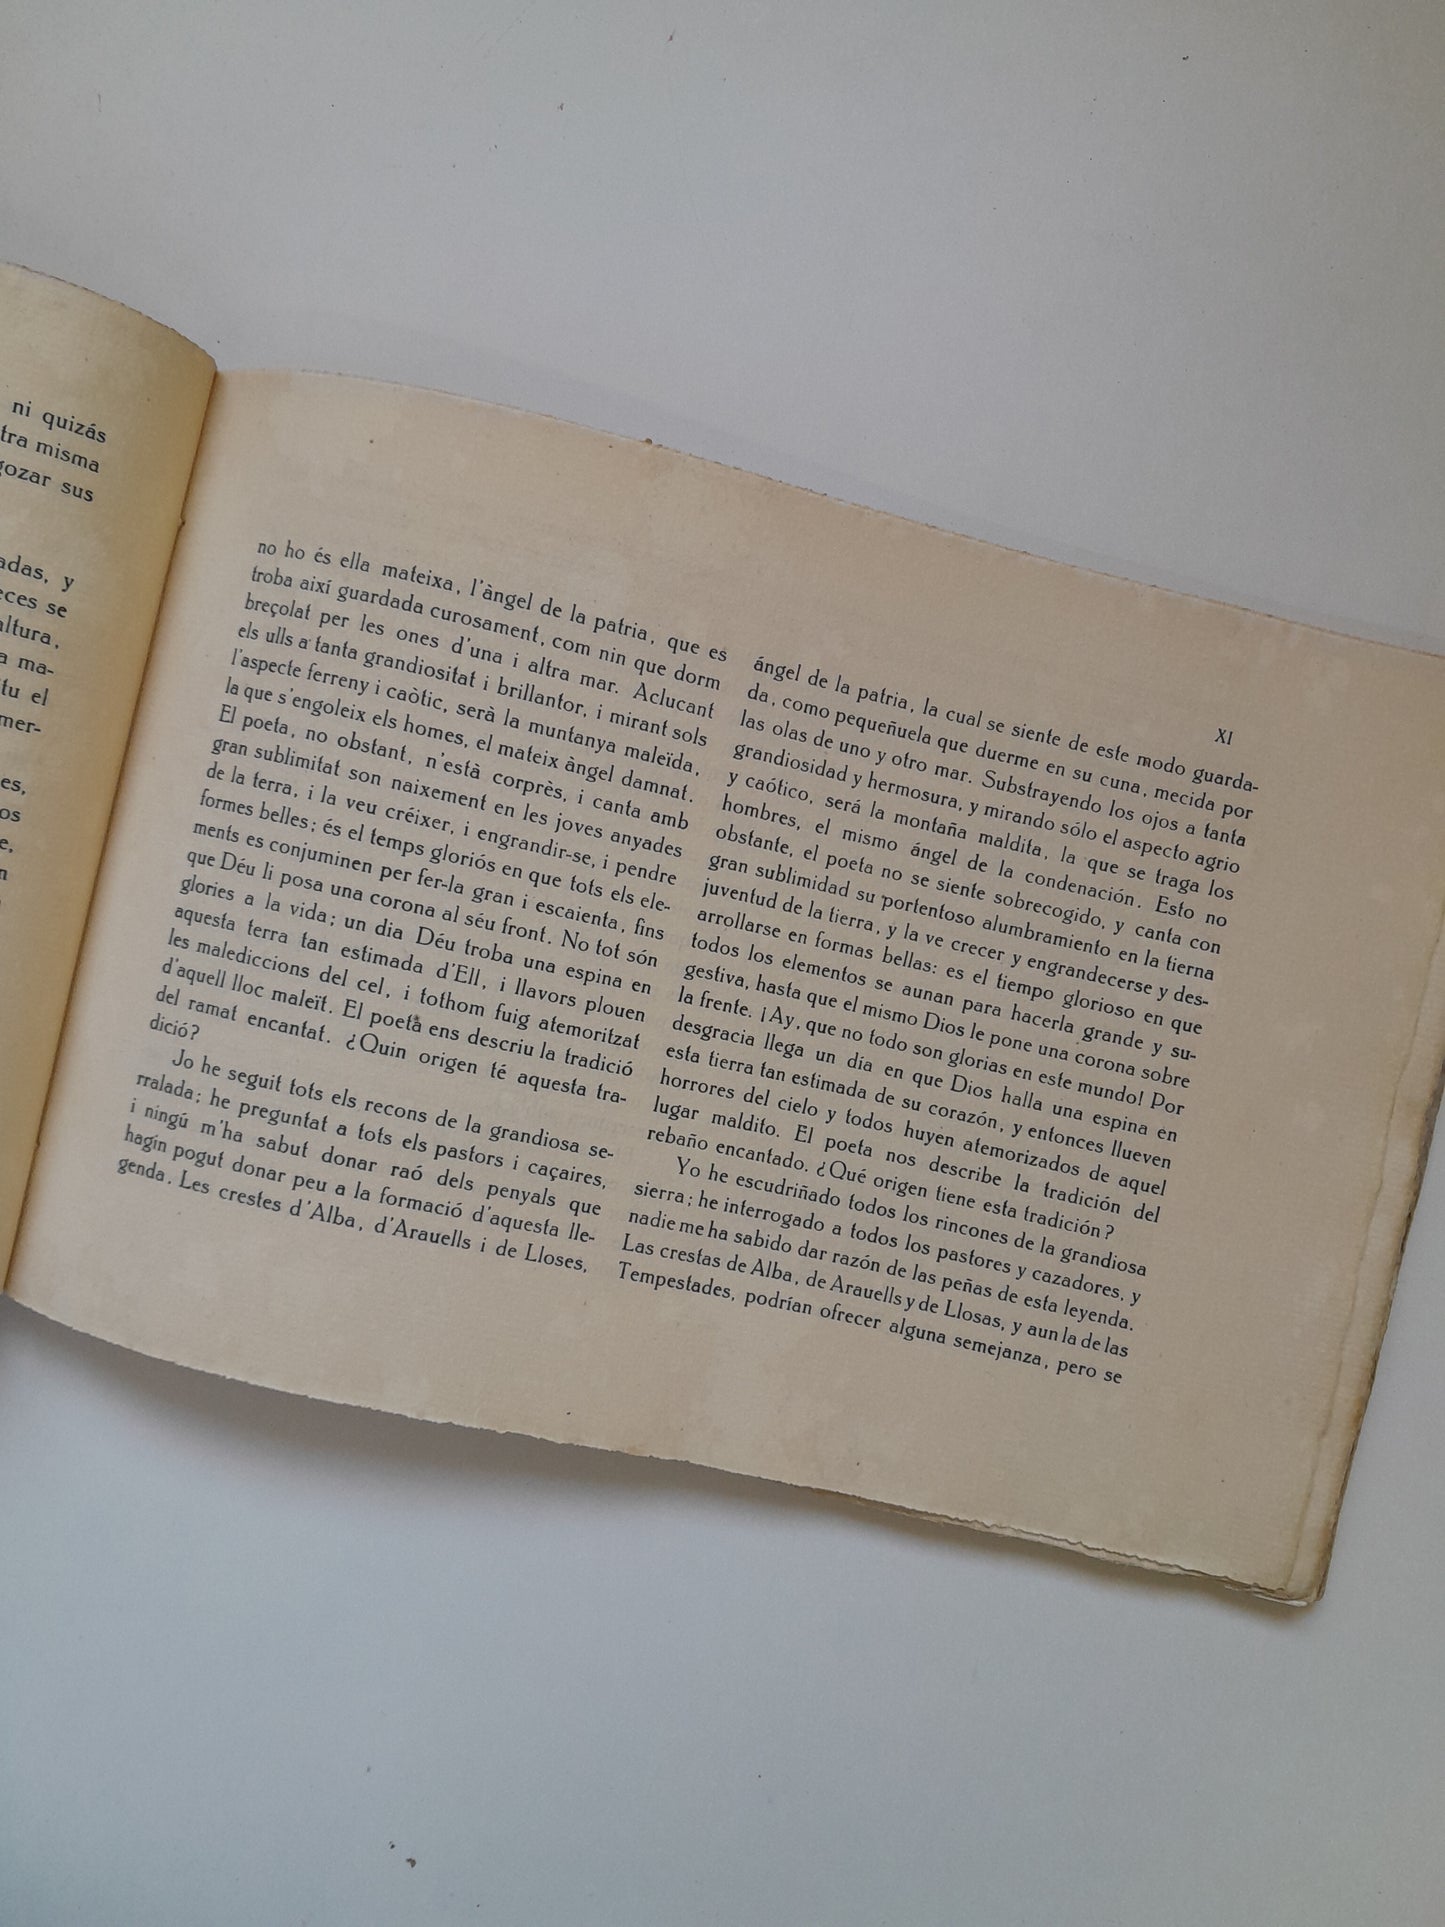 ni quizás
tra misma
gozar sus
adas, y
eces se
altura,
a ma-
tu el
mer-
es,
os
e,
n
XI
no ho és ella mateixa, l'àngel de la patria, que es
troba així guardada curosament, com nin que dorm
breçolat per les ones d'una i altra mar. Aclucant
els ulls a tanta grandiositat i brillantor, i mirant sols
l'aspecte ferreny i caòtic, serà la muntanya maleïda,
la que s'engoleix els homes, el mateix àngel damnat.
El poeta, no obstant, n'està corprès, i canta amb
gran sublimitat son naixement en les joves anyades
de la terra, i la veu créixer, i engrandir-se, i pendre
formes belles; és el temps gloriós en que tots els ele-
ments es conjuminen per fer-la gran i escaienta, fins
que Déu li posa una corona al séu front. No tot són
glories a la vida; un dia Déu troba una espina en
aquesta terra tan estimada d'Ell, i llavors plouen
les malediccions del cel, i tothom fuig atemoritzat
d'aquell lloc maleït. El poeta ens descriu la tradició
del ramat encantat. ¿Quin origen té aquesta tra-
dició?
Jo he seguit tots els recons de la grandiosa se-
rralada; he preguntat a tots els pastors i caçaires,
i ningú m'ha sabut donar raó dels penyals que
hagin pogut donar peu a la formació d'aquesta lle-
genda. Les crestes d'Alba, d'Arauells i de Lloses,
ángel de la patria, la cual se siente de este modo guarda-
da, como pequeñuela que duerme en su cuna, mecida por
las olas de uno y otro mar. Substrayendo los ojos a tanta
grandiosidad y hermosura, y mirando sólo el aspecto agrio
y caótico, será la montaña maldita, la que se traga los
hombres, el mismo ángel de la condenación. Esto no
obstante, el poeta no se siente sobrecogido, y canta con
gran sublimidad su portentoso alumbramiento en la tierna
juventud de la tierra, y la ve crecer y engrandecerse y des-
arrollarse en formas bellas: es el tiempo glorioso en que
todos los elementos se aunan para hacerla grande y su-
gestiva, hasta que el mismo Dios le pone una corona sobre
la frente. ¡Ay, que no todo son glorias en este mundo! Por
desgracia llega un día en que Dios halla una espina en
esta tierra tan estimada de su corazón, y entonces llueven
horrores del cielo y todos huyen atemorizados de aquel
lugar maldito. El poeta nos describe la tradición del
rebaño encantado. ¿Qué origen tiene esta tradición?
Yo he escudriñado todos los rincones de la grandiosa
sierra; he interrogado a todos los pastores y cazadores, y
nadie me ha sabido dar razón de las peñas de esta leyenda.
Las crestas de Alba, de Arauells y de Llosas, y aun la de las
Tempestades, podrían ofrecer alguna semejanza, pero se